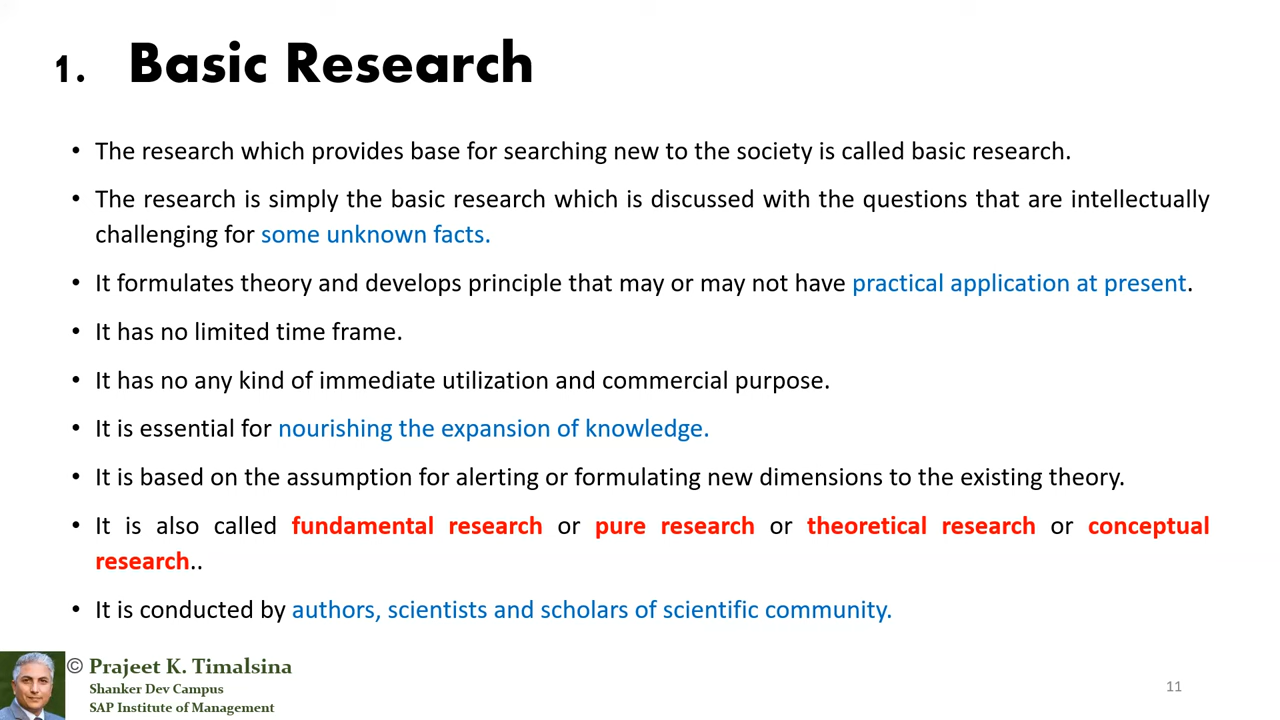 1. Basic Research
• The research which provides base for searching new to the society is called basic research.
• The research is simply the basic research which is discussed with the questions that are intellectually
challenging for some unknown facts.
• It formulates theory and develops principle that may or may not have practical application at present.
• It has no limited time frame.
• It has no any kind of immediate utilization and commercial purpose.
• It is essential for nourishing the expansion of knowledge.
• It is based on the assumption for alerting or formulating new dimensions to the existing theory.
• It is also called fundamental research or pure research or theoretical research or conceptual
research..
• It is conducted by authors, scientists and scholars of scientific community.
© Prajeet K. Timalsina
Shanker Dev Campus
SAP Institute of Management
11